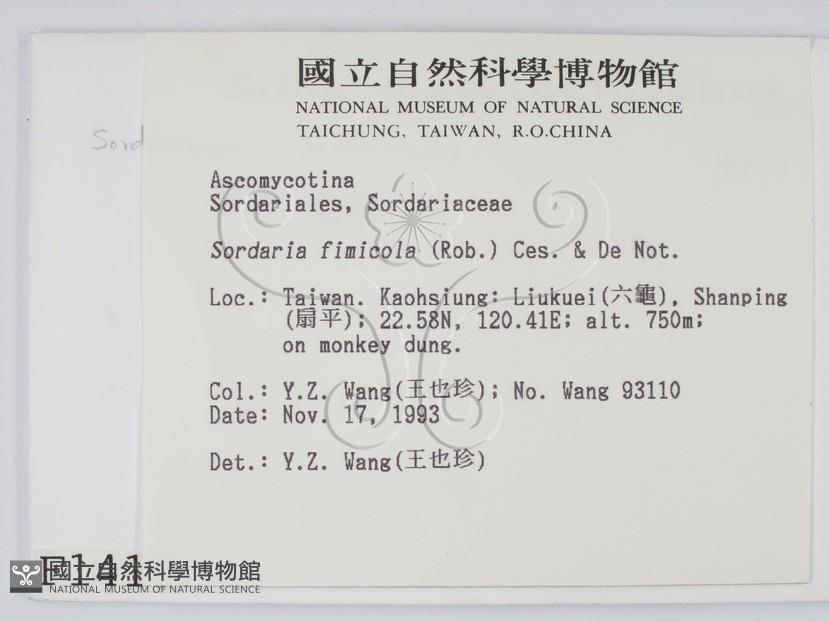 國立自然科學博物館
NATIONAL MUSEUM OF NATURAL SCIENCE
TAICHUNG, TAIWAN, R.O.CHINA
Sord
Ascomycotina
Sordariales, Sordariaceae
Sordaria fimicola (Rob.) Ces. & De Not.
Loc.: Taiwan. Kaohsiung: Liukuei(六龜), Shanping
(扇平); 22.58N, 120.41E; alt. 750m;
on monkey dung.
Col.: Y.Z. Wang(王也珍); No. Wang 93110
Date: Nov. 17, 1993
Det.: Y.Z. Wang(王也珍)
F141
國立自然科學博物館
NATIONAL MUSEUM OF NATURAL SCIENCE